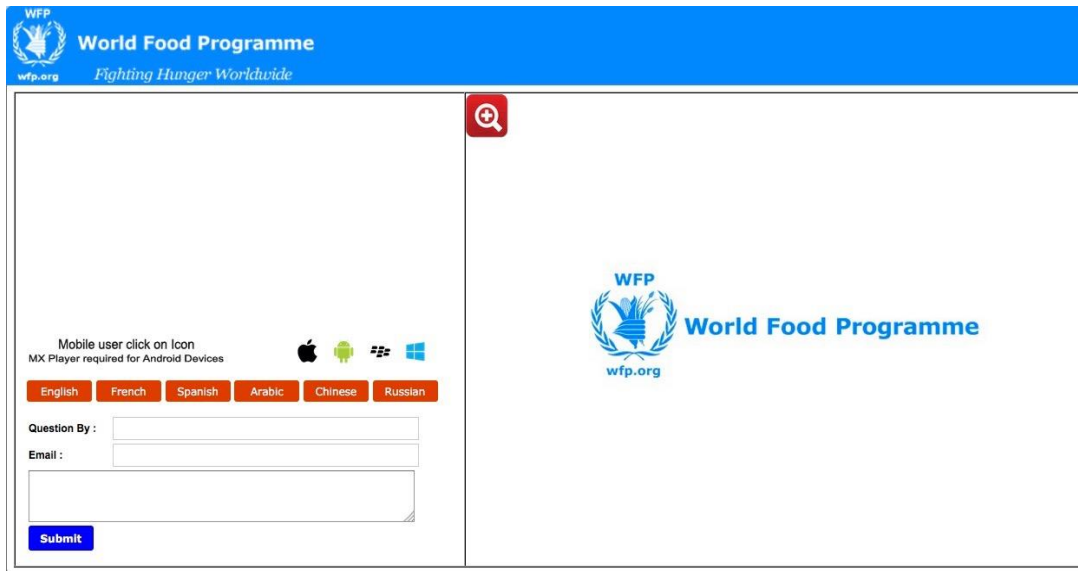 WFP
World Food Programme
wfp.org
Fighting Hunger Worldwide
Mobile user click on Icon
MX Player required for Android Devices
English French Spanish Arabic Chinese Russian
Question By :
Email :
Submit
WFP
World Food Programme
wfp.org